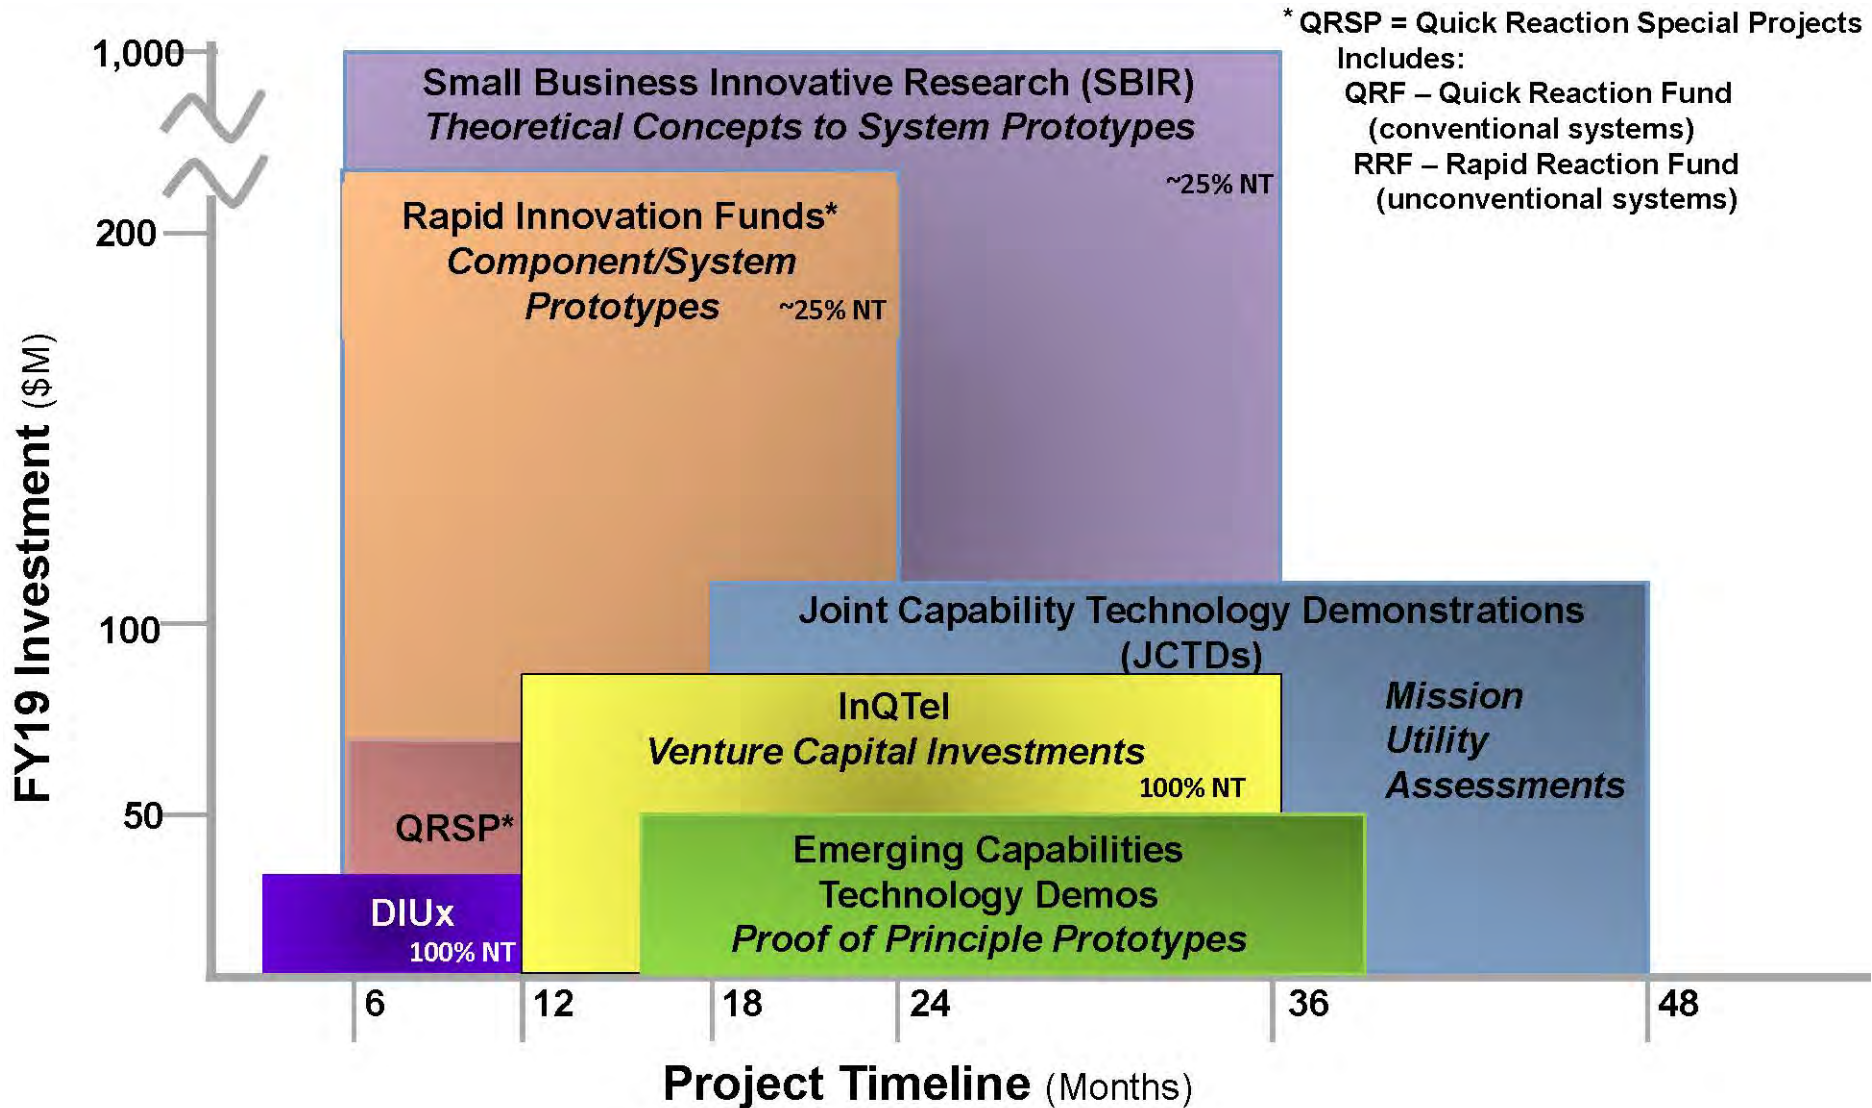 * QRSP = Quick Reaction Special Projects
Includes:
QRF – Quick Reaction Fund
(conventional systems)
RRF – Rapid Reaction Fund
(unconventional systems)
FY19 Investment ($M)
1,000
200
100
50
Small Business Innovative Research (SBIR)
Theoretical Concepts to System Prototypes
~25% NT
Rapid Innovation Funds*
Component/System
Prototypes
~25% NT
Joint Capability Technology Demonstrations
(JCTDs)
Mission
Utility
Assessments
InQTel
Venture Capital Investments
100% NT
QRSP*
Emerging Capabilities
Technology Demos
Proof of Principle Prototypes
DIUx
100% NT
6
12
18
24
36
48
Project Timeline (Months)